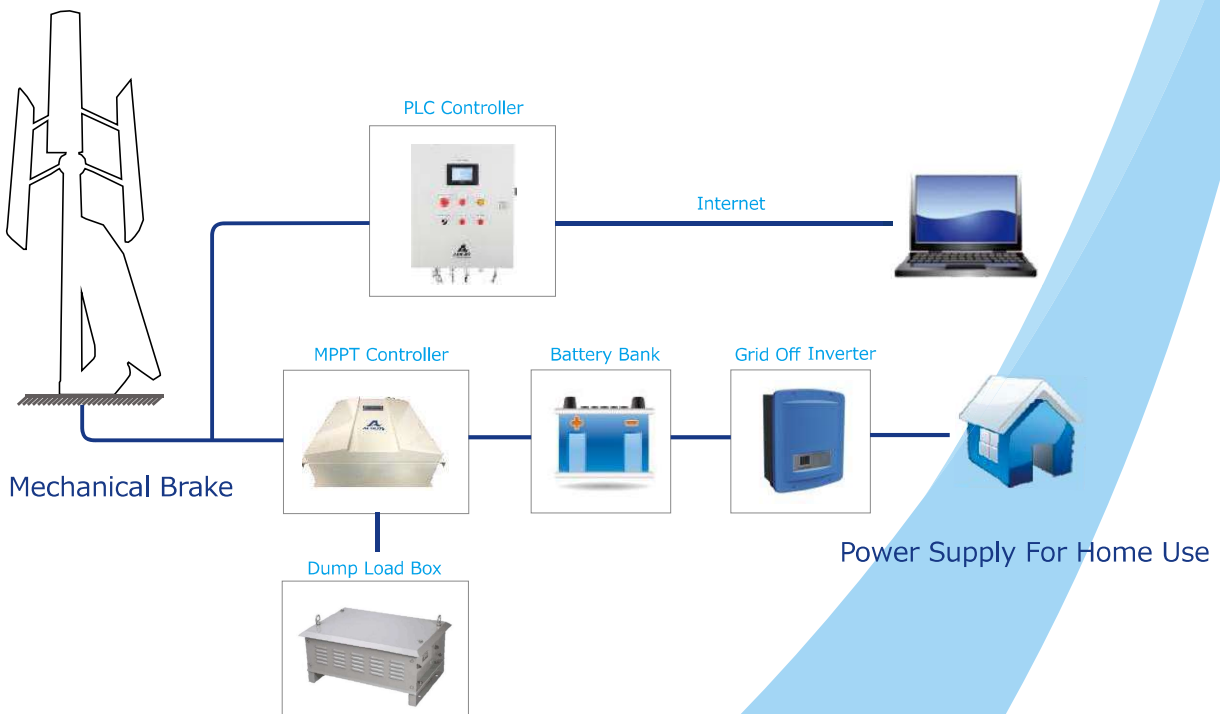 PLC Controller
Internet
MPPT Controller
Battery Bank
Grid Off Inverter
Mechanical Brake
Power Supply For Home Use
Dump Load Box